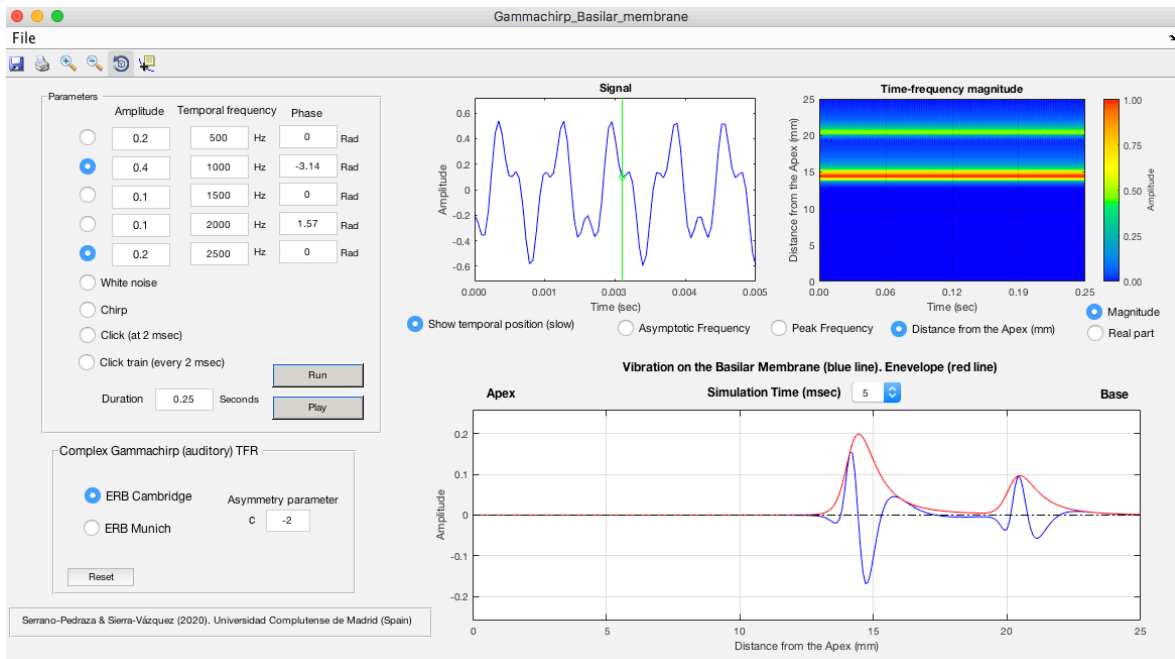 Gammachirp_Basilar_membrane
File
Parameters
Amplitude Temporal frequency Phase
0.2 500 Hz 0 Rad
0.4 1000 Hz -3.14 Rad
0.1 1500 Hz 0 Rad
0.1 2000 Hz 1.57 Rad
0.2 2500 Hz 0 Rad
White noise
Chirp
Click (at 2 msec)
Click train (every 2 msec)
Run
Duration 0.25 Seconds
Play
Complex Gammachirp (auditory) TFR
ERB Cambridge
Asymmetry parameter
C -2
ERB Munich
Reset
Serrano-Pedraza & Sierra-Vázquez (2020). Universidad Complutense de Madrid (Spain)
Signal
0.6
0.4
0.2
0
-0.2
-0.4
-0.6
Amplitude
0.000 0.001 0.003 0.004 0.005
Time (sec)
Time-frequency magnitude
25
20
15
10
5
0
Distance from the Apex (mm)
0.00 0.06 0.12 0.19 0.25
Time (sec)
1.00
0.75
0.50
0.25
0.00
Amplitude
Show temporal position (slow)
Asymptotic Frequency
Peak Frequency
Distance from the Apex (mm)
Magnitude
Real part
Vibration on the Basilar Membrane (blue line). Enevelope (red line)
Apex
Simulation Time (msec) 5
Base
0.2
0.1
0
-0.1
-0.2
Amplitude
0 5 10 15 20 25
Distance from the Apex (mm)